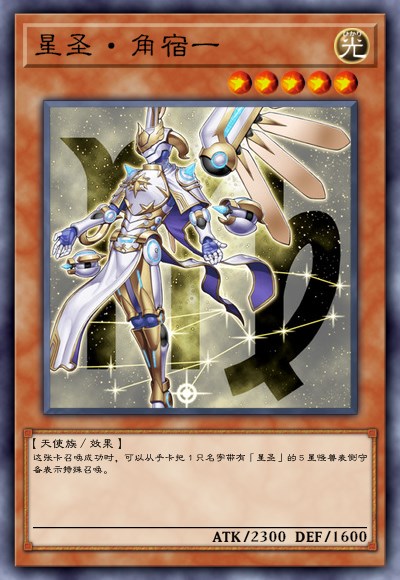 星圣·角宿一
光
【天使族／效果】
这张卡召唤成功时，可以从手卡把1只名字带有「星圣」的5星怪兽表侧守
备表示特殊召唤。
ATK/2300 DEF/1600